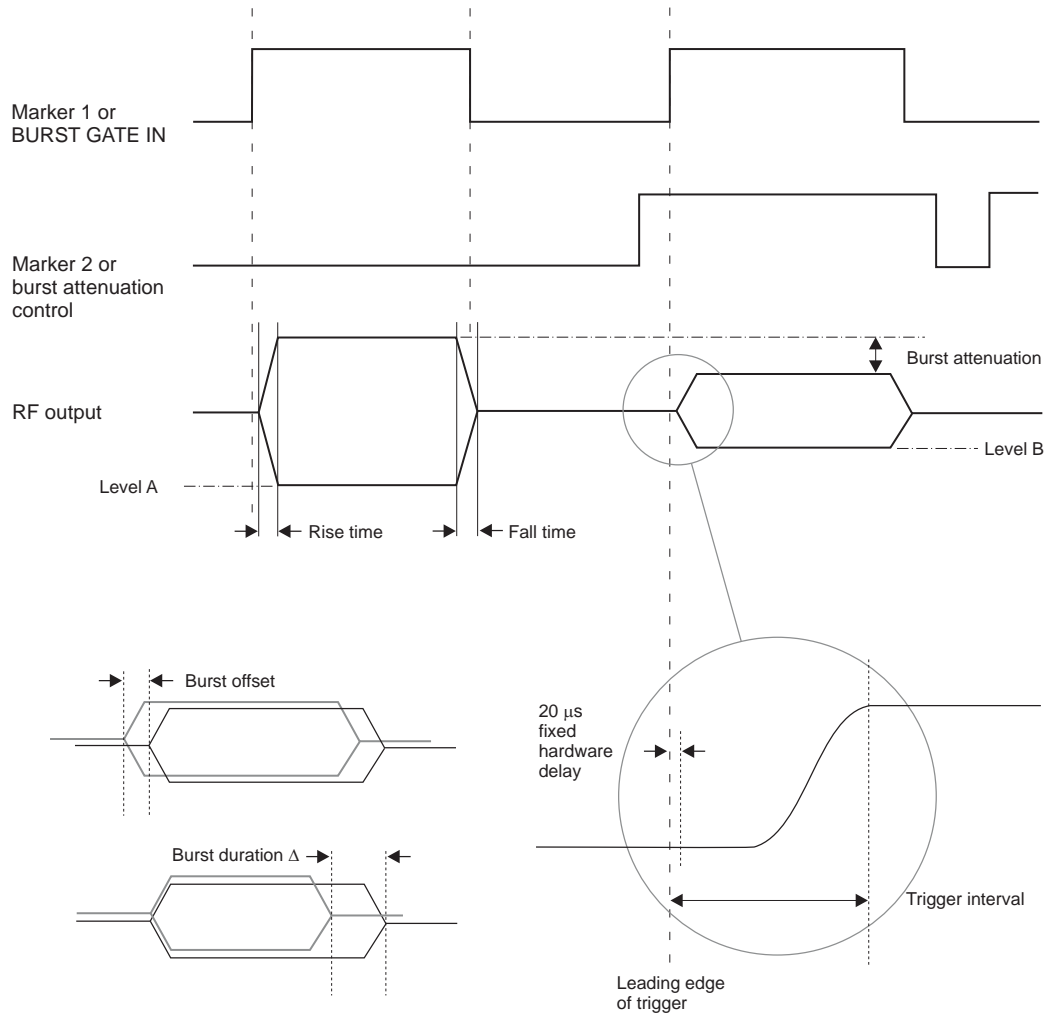 Marker 1 or
BURST GATE IN
Marker 2 or
burst attenuation
control
Burst attenuation
RF output
Level B
Level A
Rise time
Fall time
Burst offset
20 μs
fixed
hardware
delay
Burst duration Δ
Trigger interval
Leading edge
of trigger